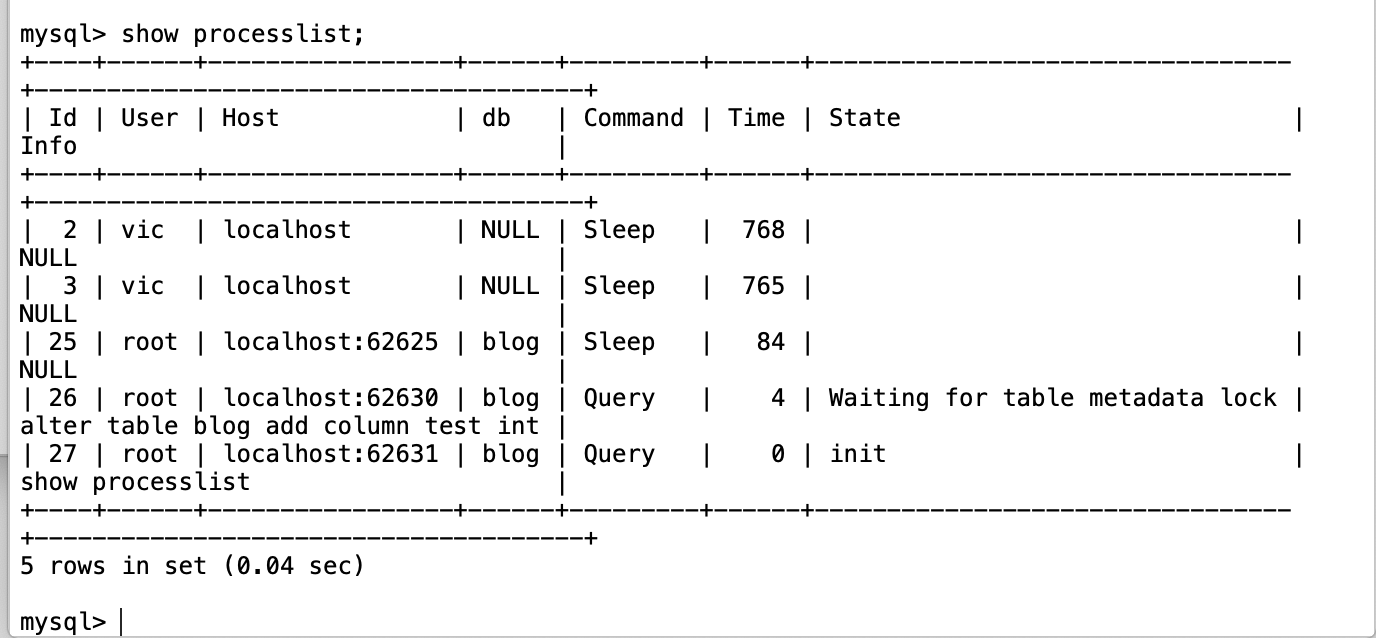 mysql> show processlist;
+----+------+-----------------+------+---------+------+---------------------------------
+--------------------------------------+
| Id | User | Host            | db   | Command | Time | State                           |
Info                                 |
+----+------+-----------------+------+---------+------+---------------------------------
+--------------------------------------+
|  2 | vic  | localhost       | NULL | Sleep   |  768 |                                 |
NULL                                 |
|  3 | vic  | localhost       | NULL | Sleep   |  765 |                                 |
NULL                                 |
| 25 | root | localhost:62625 | blog | Sleep   |   84 |                                 |
NULL                                 |
| 26 | root | localhost:62630 | blog | Query   |    4 | Waiting for table metadata lock |
alter table blog add column test int |
| 27 | root | localhost:62631 | blog | Query   |    0 | init                            |
show processlist                     |
+----+------+-----------------+------+---------+------+---------------------------------
+--------------------------------------+
5 rows in set (0.04 sec)
mysql>